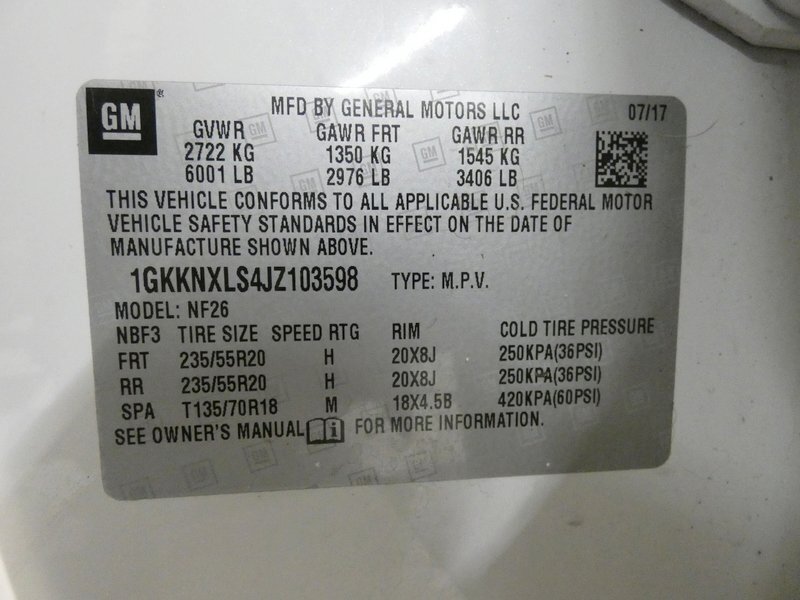 GM®
MFD BY GENERAL MOTORS LLC 07/17
GVWR GAWR FRT GAWR RR
2722 KG 1350 KG 1545 KG
6001 LB 2976 LB 3406 LB
THIS VEHICLE CONFORMS TO ALL APPLICABLE U.S. FEDERAL MOTOR
VEHICLE SAFETY STANDARDS IN EFFECT ON THE DATE OF
MANUFACTURE SHOWN ABOVE.
1GKKNXLS4JZ103598 TYPE: M.P.V.
MODEL: NF26
NBF3 TIRE SIZE SPEED RTG RIM COLD TIRE PRESSURE
FRT 235/55R20 H 20X8J 250KPA(36PSI)
RR 235/55R20 H 20X8J 250KPA(36PSI)
SPA T135/70R18 M 18X4.5B 420KPA(60PSI)
SEE OWNER'S MANUAL i FOR MORE INFORMATION.